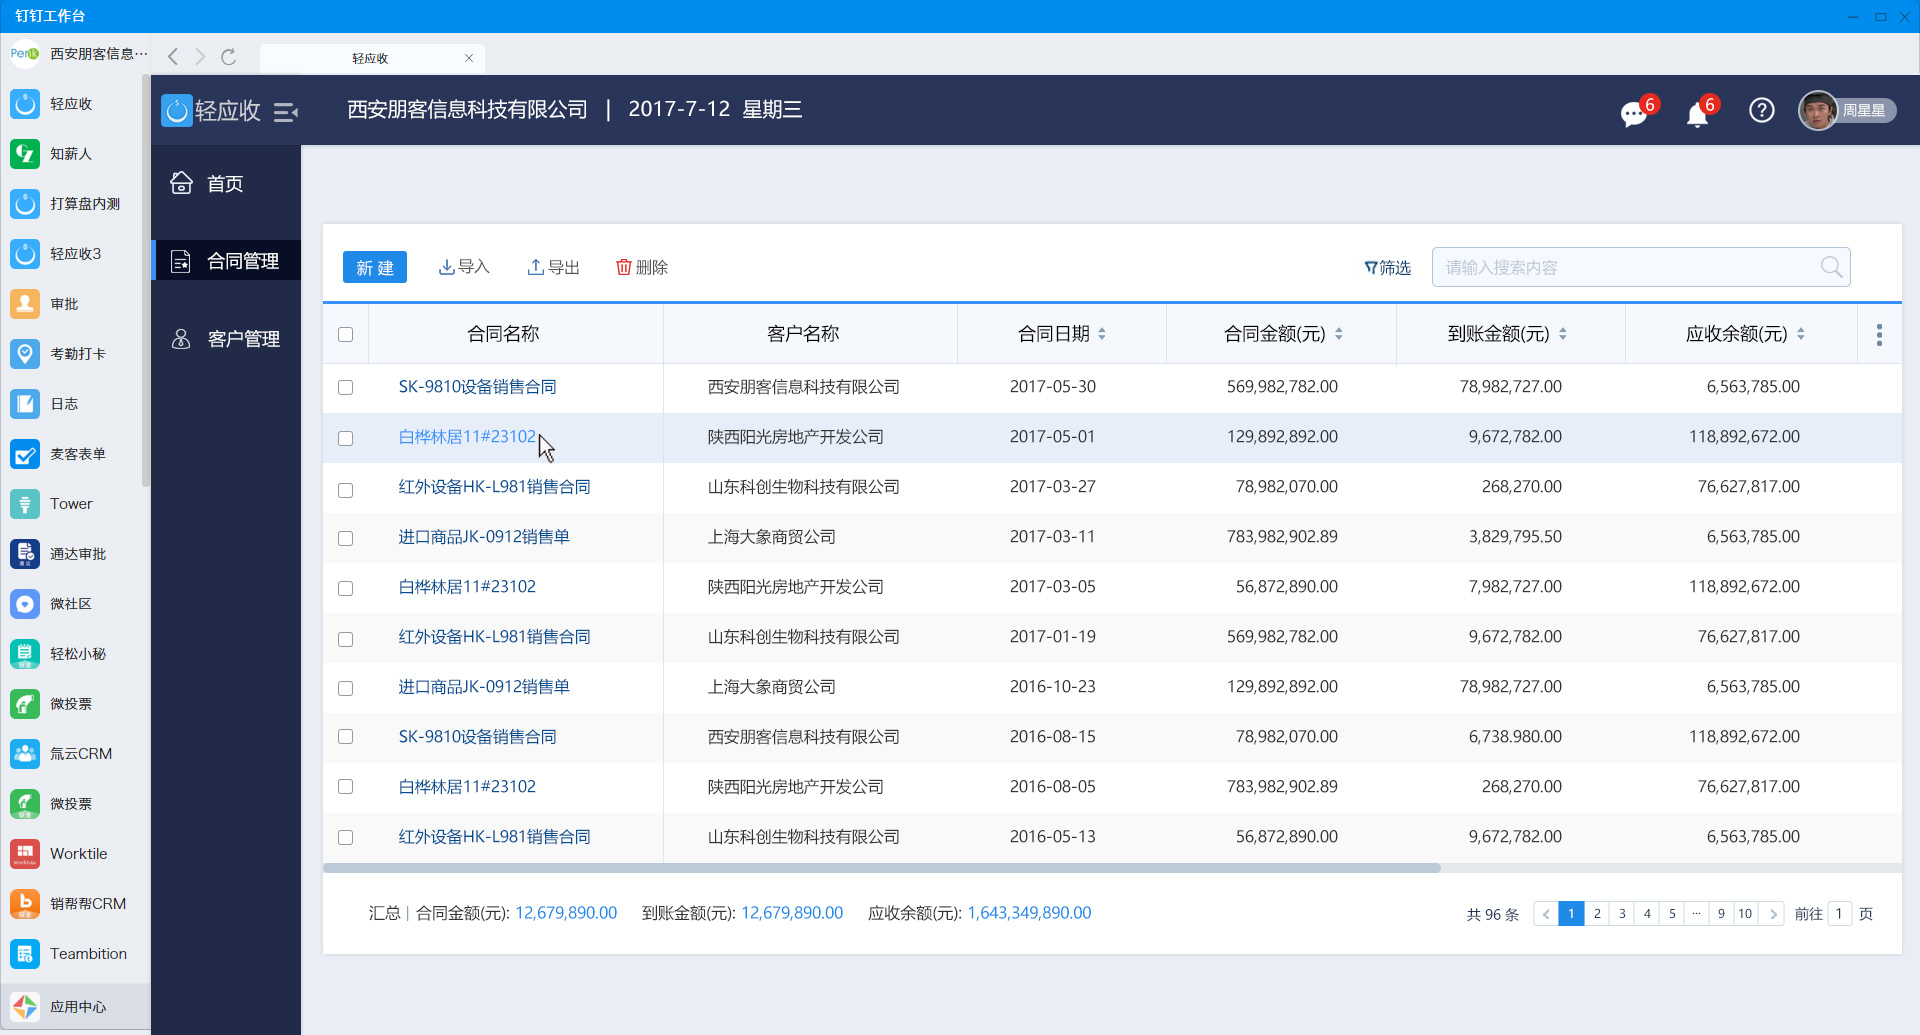 钉钉工作台
Penk 西安朋客信息···
轻应收
轻应收
知薪人
打算盘内测
轻应收3
审批
考勤打卡
日志
麦客表单
Tower
通达审批
微社区
轻松小秘
微投票
氚云CRM
微投票
Worktile
销帮帮CRM
Teambition
应用中心
轻应收
西安朋客信息科技有限公司 | 2017-7-12 星期三
6
6
周星星
首页
合同管理
客户管理
新 建
导入
导出
删除
筛选
请输入搜索内容
合同名称 客户名称 合同日期 合同金额(元) 到账金额(元) 应收余额(元)
SK-9810设备销售合同 西安朋客信息科技有限公司 2017-05-30 569,982,782.00 78,982,727.00 6,563,785.00
白桦林居11#23102 陕西阳光房地产开发公司 2017-05-01 129,892,892.00 9,672,782.00 118,892,672.00
红外设备HK-L981销售合同 山东科创生物科技有限公司 2017-03-27 78,982,070.00 268,270.00 76,627,817.00
进口商品JK-0912销售单 上海大象商贸公司 2017-03-11 783,982,902.89 3,829,795.50 6,563,785.00
白桦林居11#23102 陕西阳光房地产开发公司 2017-03-05 56,872,890.00 7,982,727.00 118,892,672.00
红外设备HK-L981销售合同 山东科创生物科技有限公司 2017-01-19 569,982,782.00 9,672,782.00 76,627,817.00
进口商品JK-0912销售单 上海大象商贸公司 2016-10-23 129,892,892.00 78,982,727.00 6,563,785.00
SK-9810设备销售合同 西安朋客信息科技有限公司 2016-08-15 78,982,070.00 6,738.980.00 118,892,672.00
白桦林居11#23102 陕西阳光房地产开发公司 2016-08-05 783,982,902.89 268,270.00 76,627,817.00
红外设备HK-L981销售合同 山东科创生物科技有限公司 2016-05-13 56,872,890.00 9,672,782.00 6,563,785.00
汇总 | 合同金额(元): 12,679,890.00 到账金额(元): 12,679,890.00 应收余额(元): 1,643,349,890.00
共 96 条 < 1 2 3 4 5 ··· 9 10 > 前往 1 页